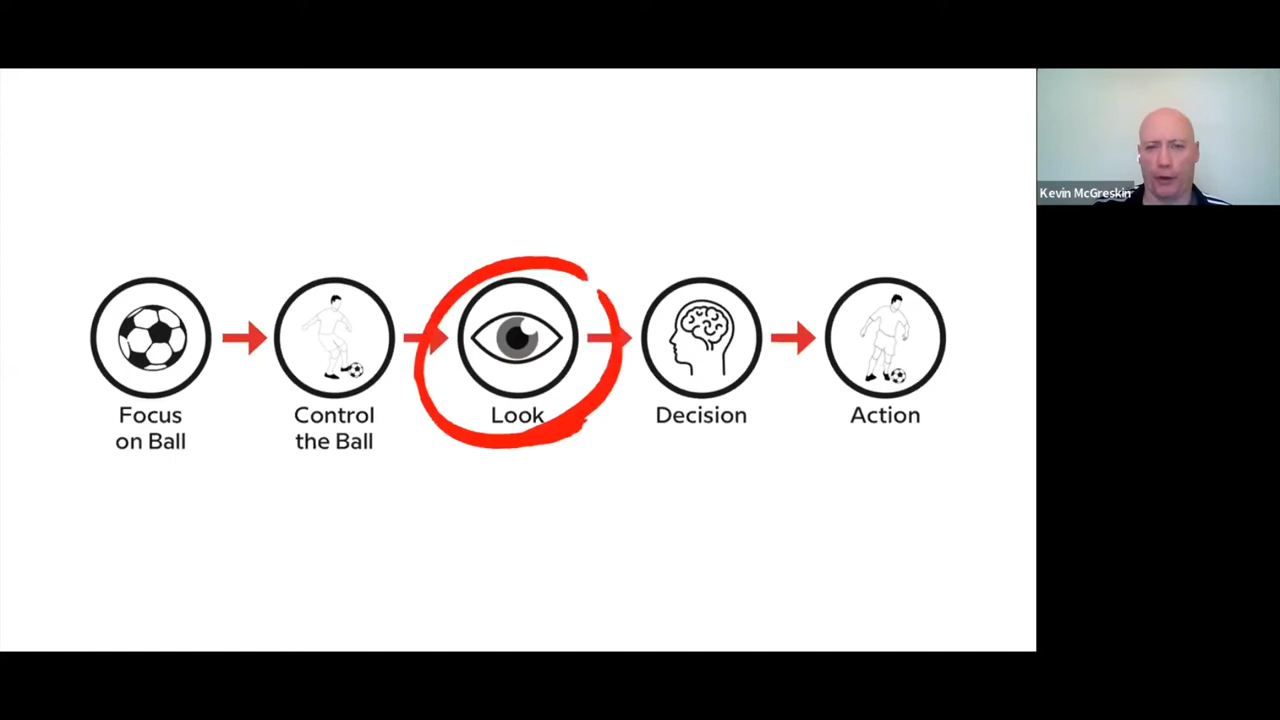 Kevin McGreskin
Focus
on Ball
Control
the Ball
Look
Decision
Action